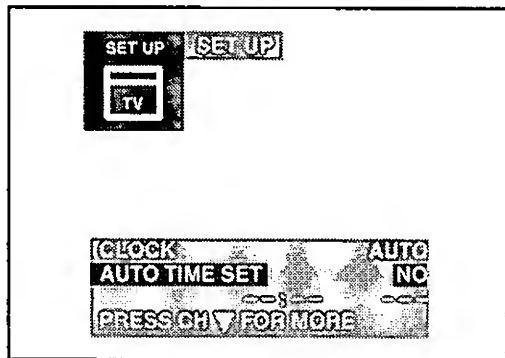 SET UP [SET UP]
TV
[CLOCK AUTO
AUTO TIME SET NO
--:-- ---
PRESS CH▼ FOR MORE